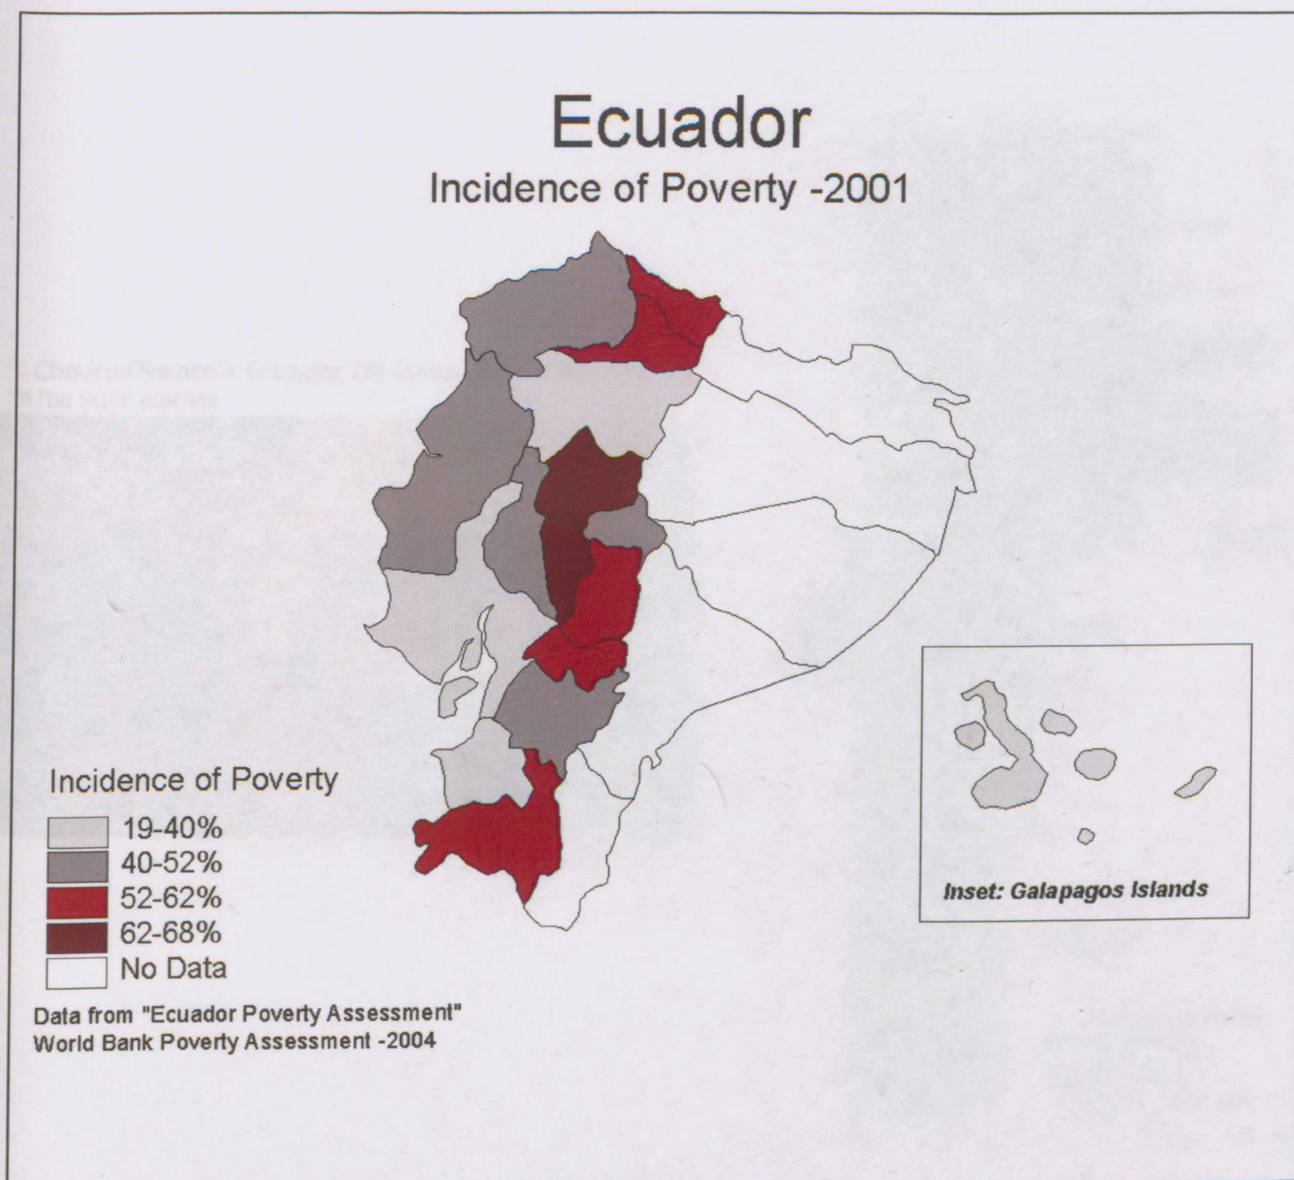 Ecuador
Incidence of Poverty -2001
Incidence of Poverty
19-40%
40-52%
52-62%
62-68%
No Data
Data from "Ecuador Poverty Assessment"
World Bank Poverty Assessment -2004
Inset: Galapagos Islands